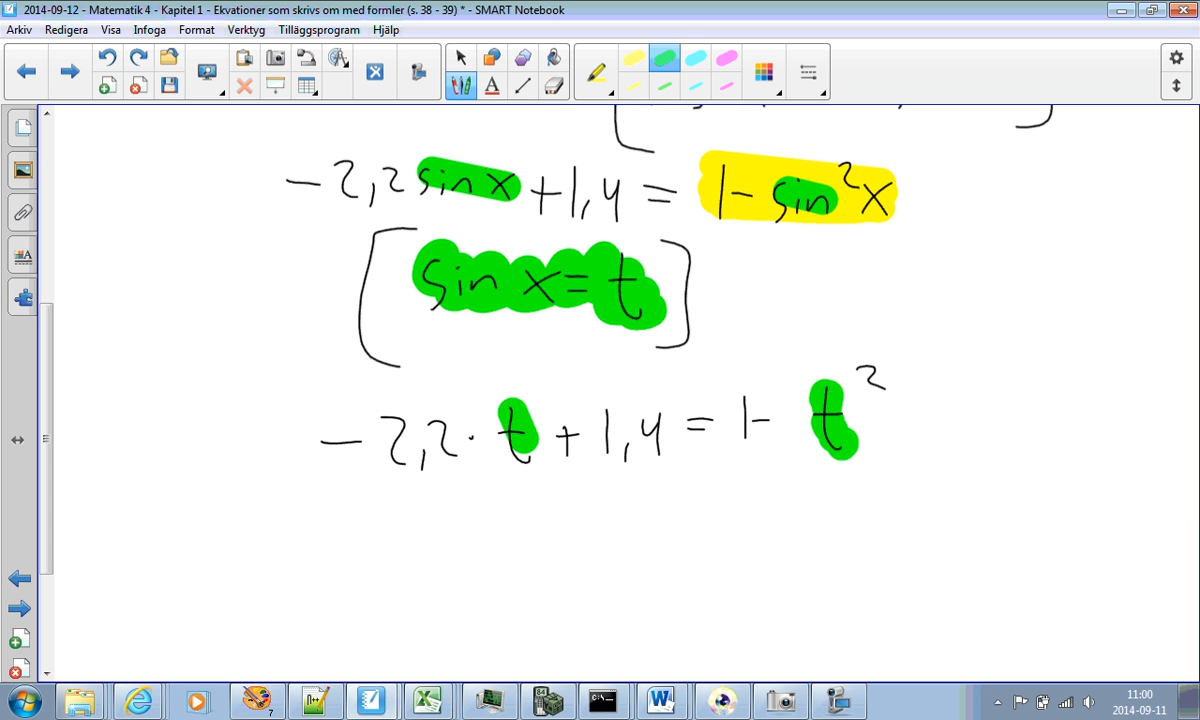 2014-09-12 - Matematik 4 - Kapitel 1 - Ekvationer som skrivs om med formler (s. 38 - 39) * - SMART Notebook
Arkiv Redigera Visa Infoga Format Verktyg Tilläggsprogram Hjälp
-2,2 sin x + 1,4 = 1 - sin²x
[sin x = t]
-2,2 · t + 1,4 = 1 - t²
11:00
2014-09-11